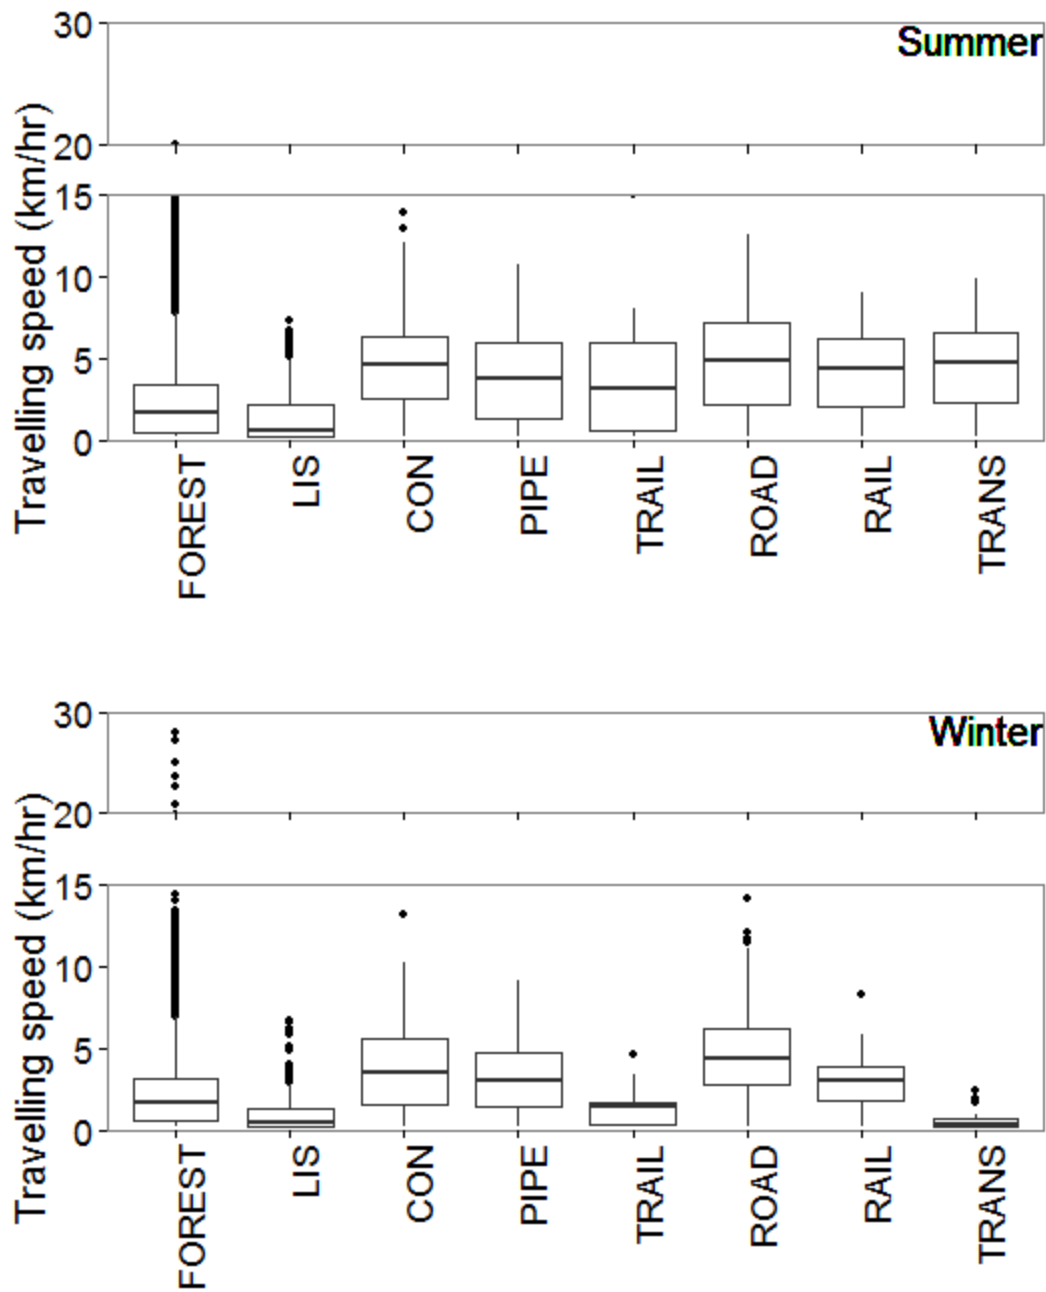 Summer
Travelling speed (km/hr)
30
20
15
10
5
0
FOREST
LIS
CON
PIPE
TRAIL
ROAD
RAIL
TRANS
Winter
Travelling speed (km/hr)
30
20
15
10
5
0
FOREST
LIS
CON
PIPE
TRAIL
ROAD
RAIL
TRANS